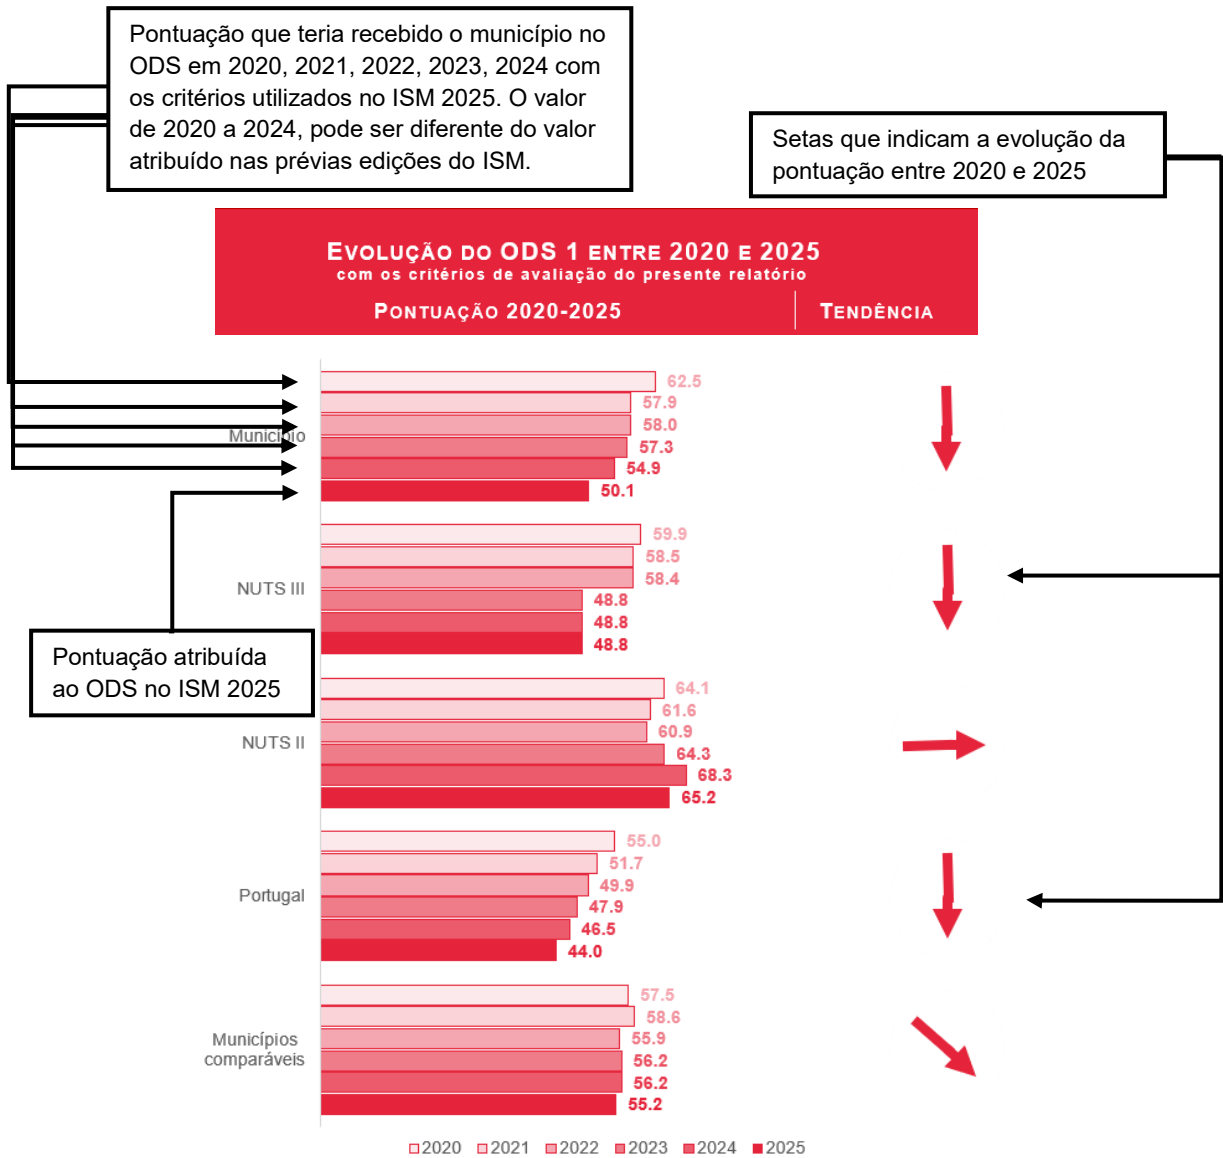 Pontuação que teria recebido o município no
ODS em 2020, 2021, 2022, 2023, 2024 com
os critérios utilizados no ISM 2025. O valor
de 2020 a 2024, pode ser diferente do valor
atribuído nas prévias edições do ISM.
Setas que indicam a evolução da
pontuação entre 2020 e 2025
EVOLUÇÃO DO ODS 1 ENTRE 2020 E 2025
com os critérios de avaliação do presente relatório
PONTUAÇÃO 2020-2025
TENDÊNCIA
Município
62.5
57.9
58.0
57.3
54.9
50.1
NUTS III
59.9
58.5
58.4
48.8
48.8
48.8
Pontuação atribuída
ao ODS no ISM 2025
NUTS II
64.1
61.6
60.9
64.3
68.3
65.2
Portugal
55.0
51.7
49.9
47.9
46.5
44.0
Municípios
comparáveis
57.5
58.6
55.9
56.2
56.2
55.2
2020 2021 2022 2023 2024 2025